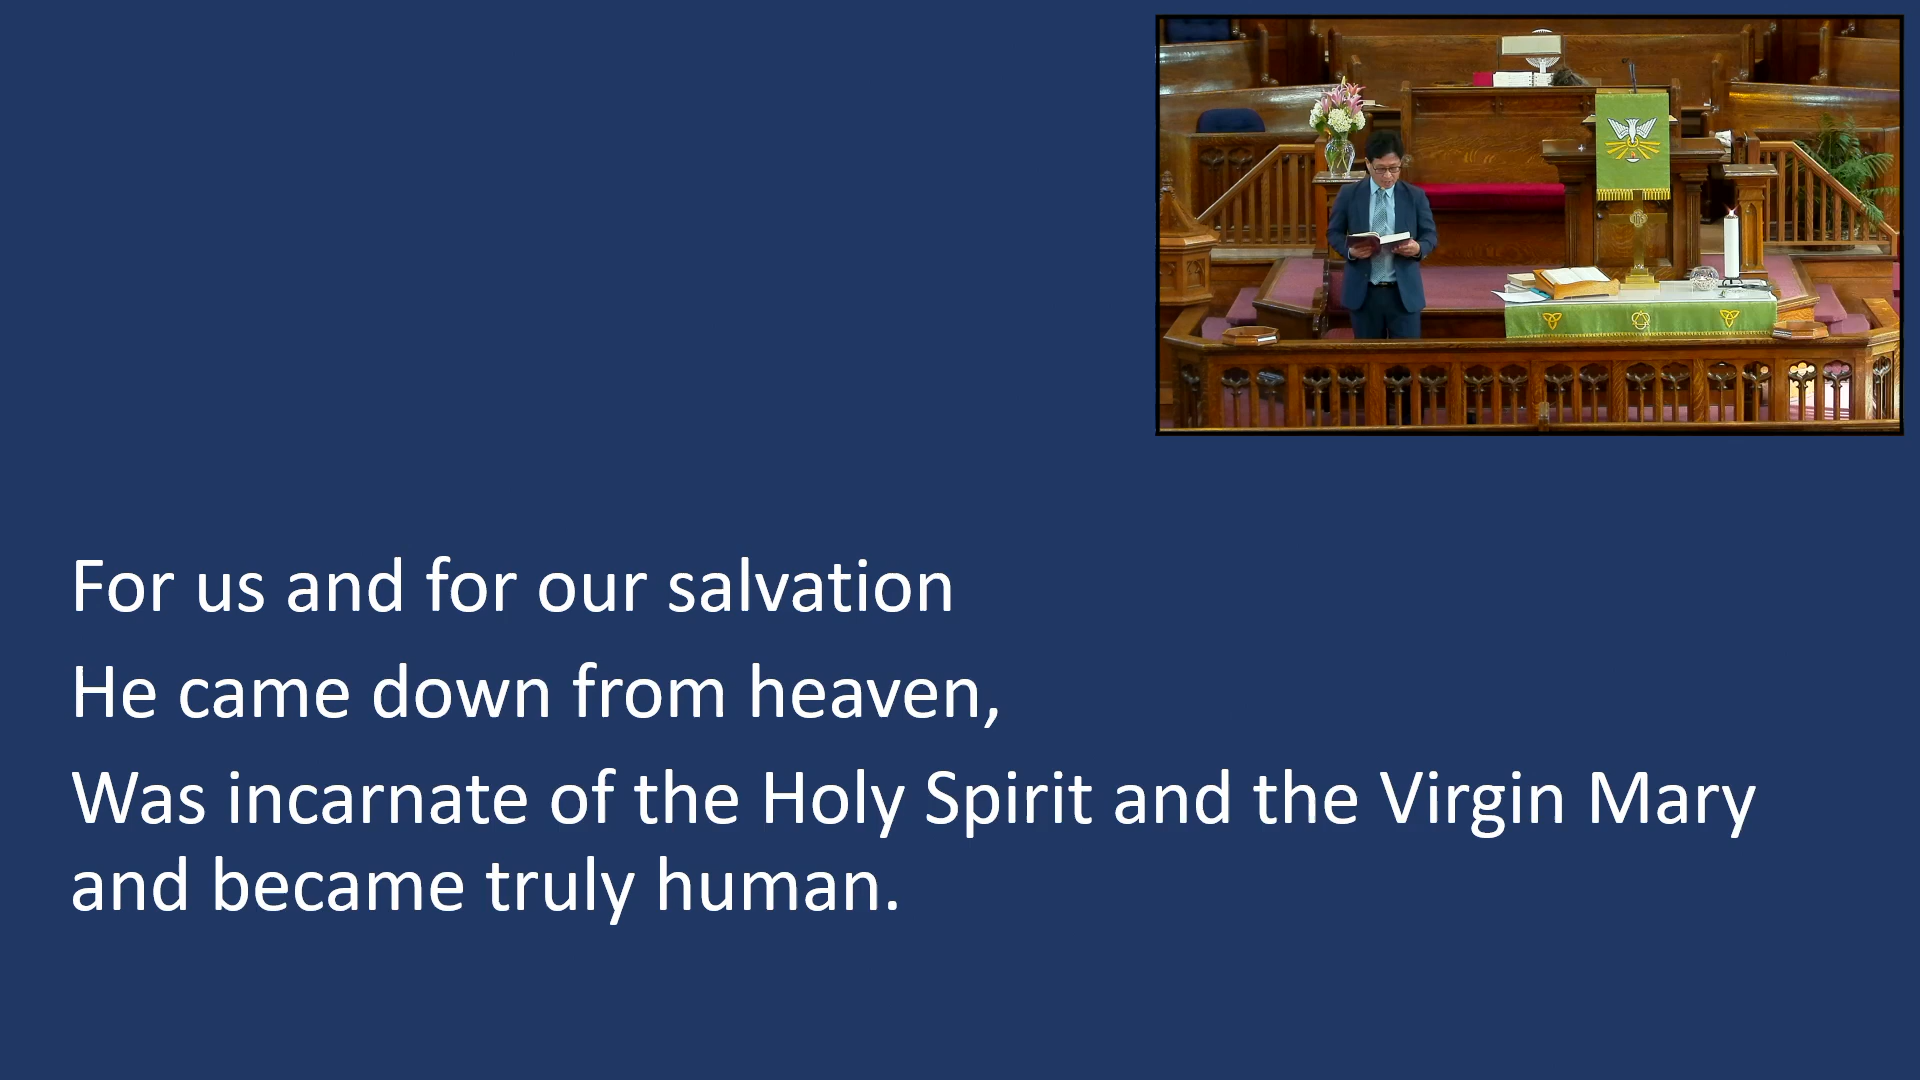 For us and for our salvation
He came down from heaven,
Was incarnate of the Holy Spirit and the Virgin Mary
and became truly human.